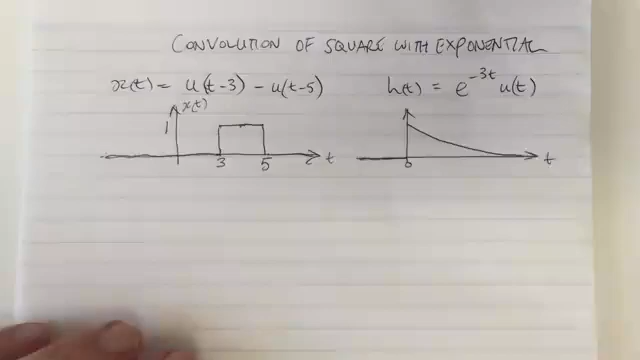 CONVOLUTION OF SQUARE WITH EXPONENTIAL
x(t) = u(t-3) - u(t-5)
h(t) = e^{-3t} u(t)
x(t)
1
3 5 t
0 t